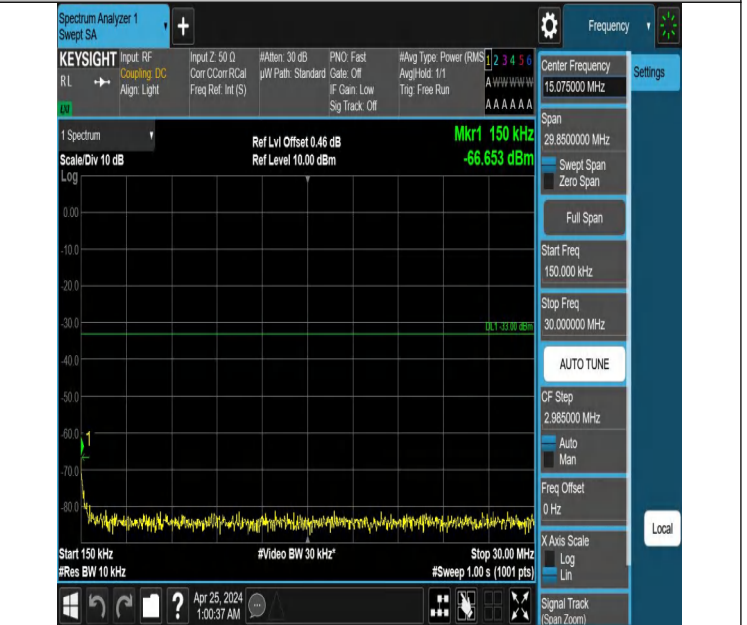 Spectrum Analyzer 1
Swept SA
+
Frequency
KEYSIGHT
RL
LXI
Input: RF
Coupling: DC
Align: Light
Input Z: 50 Ω
Corr CCorr RCal
Freq Ref: Int (S)
#Atten: 30 dB
µW Path: Standard
PNO: Fast
Gate: Off
IF Gain: Low
Sig Track: Off
#Avg Type: Power (RMS
Avg|Hold: 1/1
Trig: Free Run
1 2 3 4 5 6
A W W W W W
A A A A A A
Center Frequency
15.075000 MHz
Settings
Span
29.8500000 MHz
Swept Span
Zero Span
Full Span
Start Freq
150.000 kHz
Stop Freq
30.000000 MHz
AUTO TUNE
CF Step
2.985000 MHz
Auto
Man
Freq Offset
0 Hz
X Axis Scale
Log
Lin
Signal Track
(Span Zoom)
Local
1 Spectrum
Scale/Div 10 dB
Log
Ref Lvl Offset 0.46 dB
Ref Level 10.00 dBm
Mkr1 150 kHz
-66.653 dBm
0.00
-10.0
-20.0
-30.0
DL1 -33.00 dBm
-40.0
-50.0
-60.0
1
-70.0
-80.0
Start 150 kHz
#Res BW 10 kHz
#Video BW 30 kHz*
Stop 30.00 MHz
#Sweep 1.00 s (1001 pts)
?
Apr 25, 2024
1:00:37 AM